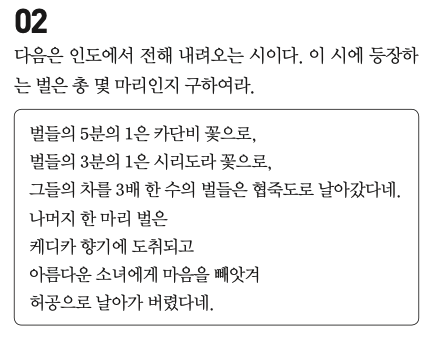 02
다음은 인도에서 전해 내려오는 시이다. 이 시에 등장하
는 벌은 총 몇 마리인지 구하여라.
벌들의 5분의 1은 카단비 꽃으로,
벌들의 3분의 1은 시리도라 꽃으로,
그들의 차를 3배 한 수의 벌들은 협죽도로 날아갔다네.
나머지 한 마리 벌은
케디카 향기에 도취되고
아름다운 소녀에게 마음을 빼앗겨
허공으로 날아가 버렸다네.